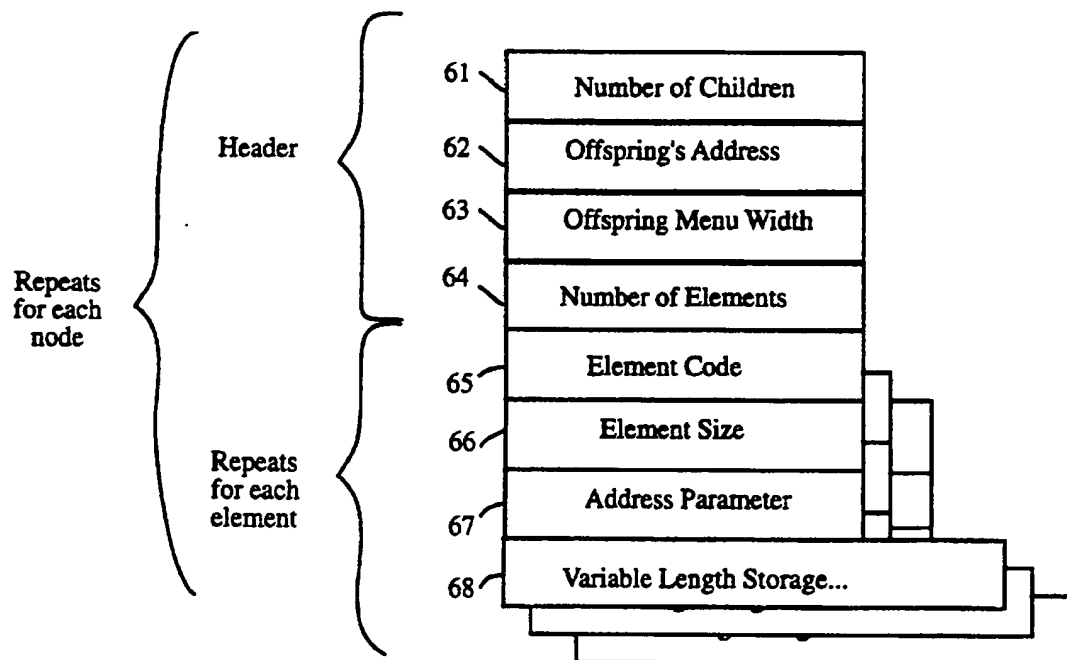 61
Number of Children
Header
62
Offspring's Address
63
Offspring Menu Width
Repeats
for each
node
64
Number of Elements
65
Element Code
66
Element Size
Repeats
for each
element
67
Address Parameter
68
Variable Length Storage...